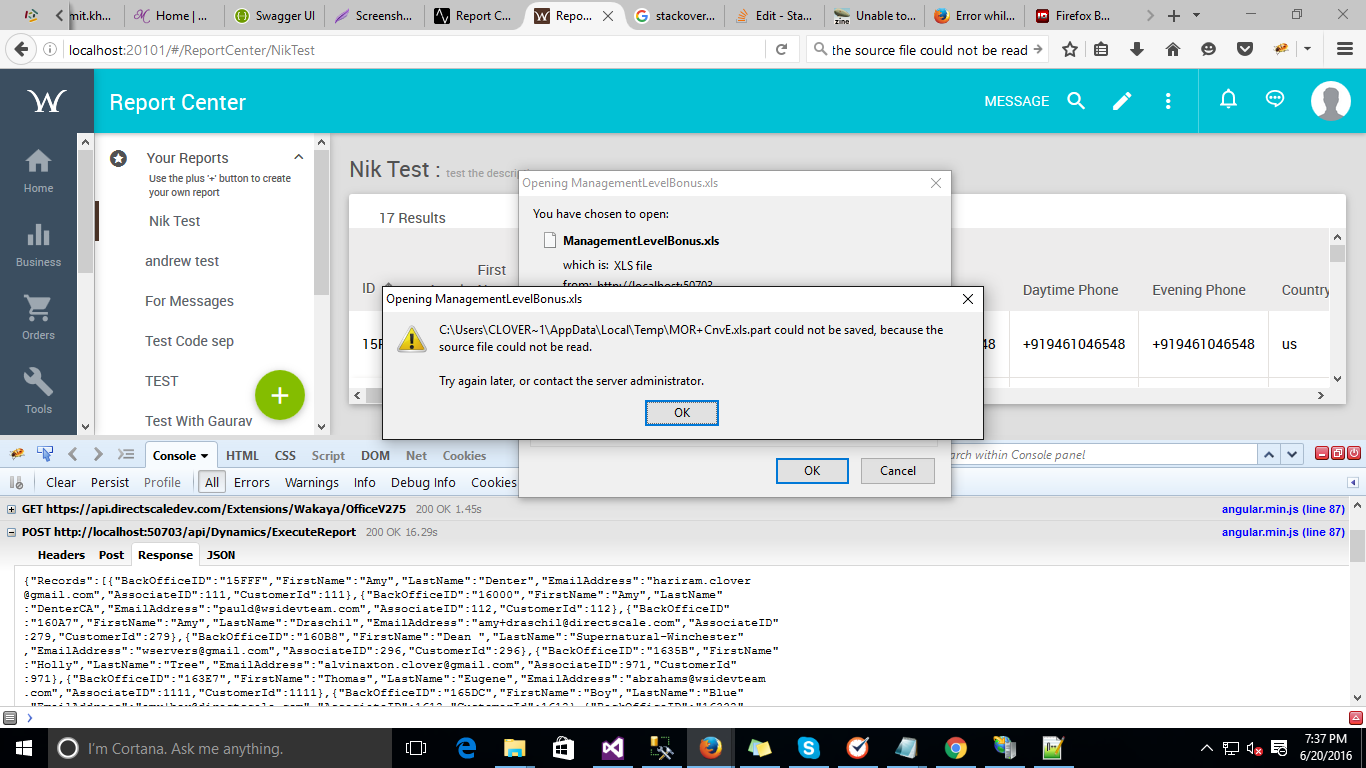 mit.kh...
Home | ...
Swagger UI
Screensh...
Report C...
Repo...
stackover...
Edit - Sta...
Unable to...
Error whil...
Firefox B...
localhost:20101/#/ReportCenter/NikTest
the source file could not be read
W
Report Center
MESSAGE
Home
Business
Orders
Tools
Your Reports
Use the plus '+' button to create
your own report
Nik Test
andrew test
For Messages
Test Code sep
TEST
Test With Gaurav
+
Nik Test : test the descri
17 Results
ID
First
Daytime Phone
Evening Phone
Country
15F
48
+919461046548
+919461046548
us
Opening ManagementLevelBonus.xls
You have chosen to open:
ManagementLevelBonus.xls
which is: XLS file
from: http://localhost:50703
Opening ManagementLevelBonus.xls
C:\Users\CLOVER~1\AppData\Local\Temp\MOR+CnvE.xls.part could not be saved, because the
source file could not be read.
Try again later, or contact the server administrator.
OK
OK
Cancel
Console
HTML
CSS
Script
DOM
Net
Cookies
arch within Console panel
Clear
Persist
Profile
All
Errors
Warnings
Info
Debug Info
Cookies
GET https://api.directscaledev.com/Extensions/Wakaya/OfficeV275 200 OK 1.45s
angular.min.js (line 87)
POST http://localhost:50703/api/Dynamics/ExecuteReport 200 OK 16.29s
angular.min.js (line 87)
Headers
Post
Response
JSON
{"Records":[{"BackOfficeID":"15FFF","FirstName":"Amy","LastName":"Denter","EmailAddress":"hariram.clover
@gmail.com","AssociateID":111,"CustomerId":111},{"BackOfficeID":"16000","FirstName":"Amy","LastName"
:"DenterCA","EmailAddress":"pauld@wsidevteam.com","AssociateID":112,"CustomerId":112},{"BackOfficeID"
:"160A7","FirstName":"Amy","LastName":"Draschil","EmailAddress":"amy+draschil@directscale.com","AssociateID"
:279,"CustomerId":279},{"BackOfficeID":"160B8","FirstName":"Dean ","LastName":"Supernatural-Winchester"
,"EmailAddress":"wservers@gmail.com","AssociateID":296,"CustomerId":296},{"BackOfficeID":"1635B","FirstName"
:"Holly","LastName":"Tree","EmailAddress":"alvinaxton.clover@gmail.com","AssociateID":971,"CustomerId"
:971},{"BackOfficeID":"163E7","FirstName":"Thomas","LastName":"Eugene","EmailAddress":"abrahams@wsidevteam
.com","AssociateID":1111,"CustomerId":1111},{"BackOfficeID":"165DC","FirstName":"Boy","LastName":"Blue"
I'm Cortana. Ask me anything.
7:37 PM
6/20/2016